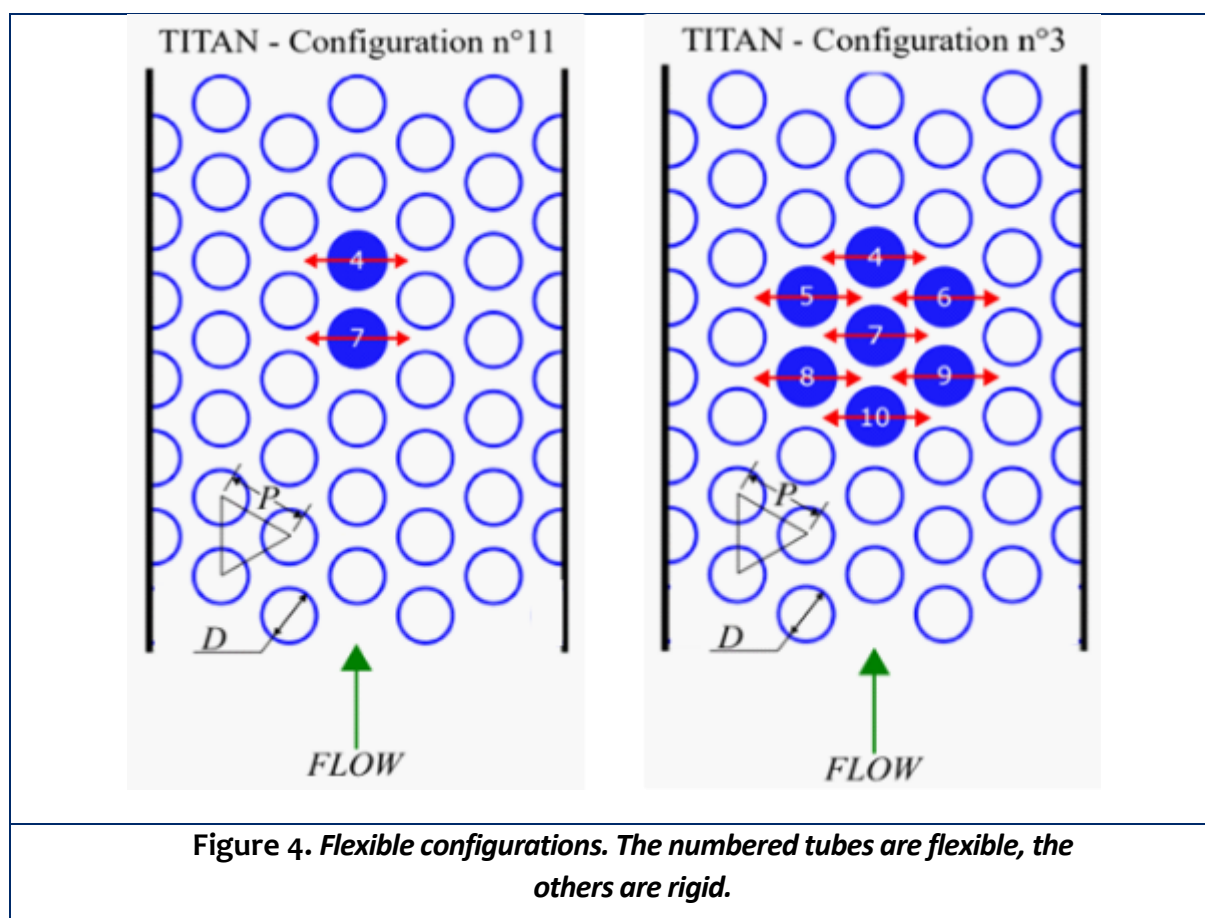 TITAN - Configuration n°11
4
7
P
D
FLOW
TITAN - Configuration n°3
4
5
6
7
8
9
10
P
D
FLOW
Figure 4. Flexible configurations. The numbered tubes are flexible, the
others are rigid.